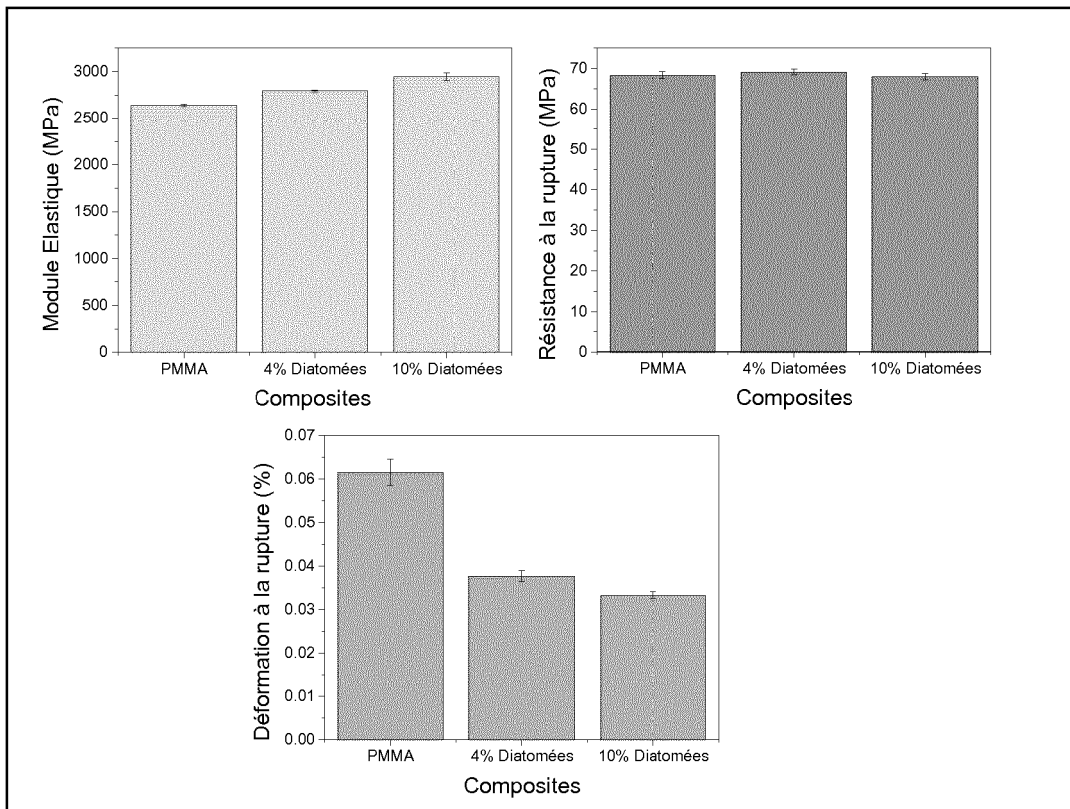 Module Elastique (MPa)
3000
2500
2000
1500
1000
500
0
PMMA 4% Diatomées 10% Diatomées
Composites
Résistance à la rupture (MPa)
70
60
50
40
30
20
10
0
PMMA 4% Diatomées 10% Diatomées
Composites
Déformation à la rupture (%)
0.07
0.06
0.05
0.04
0.03
0.02
0.01
0.00
PMMA 4% Diatomées 10% Diatomées
Composites